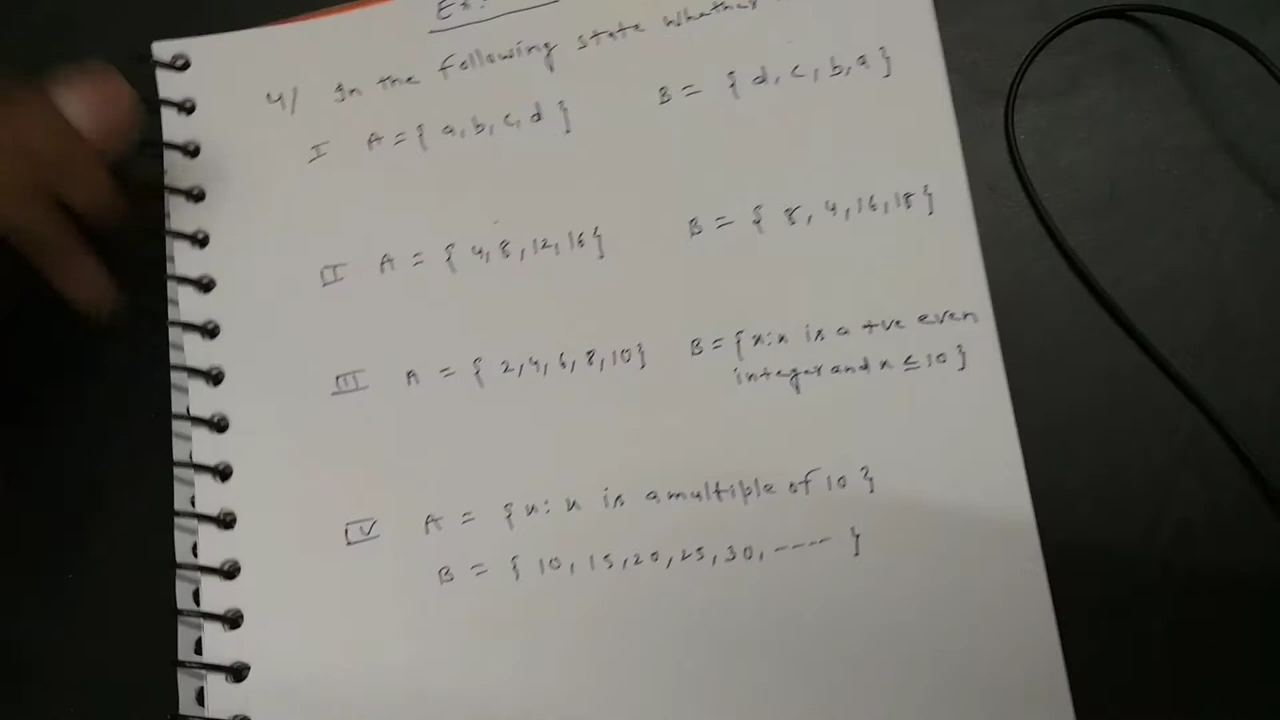 Ex.
4/ In the following state whether
I A = { a, b, c, d } B = { d, c, b, a }
II A = { 4, 8, 12, 16 } B = { 8, 4, 16, 18 }
III A = { 2, 4, 6, 8, 10 } B = { x: x is a +ve even
integer and x ≤ 10 }
IV A = { x: x is a multiple of 10 }
B = { 10, 15, 20, 25, 30, ---- }